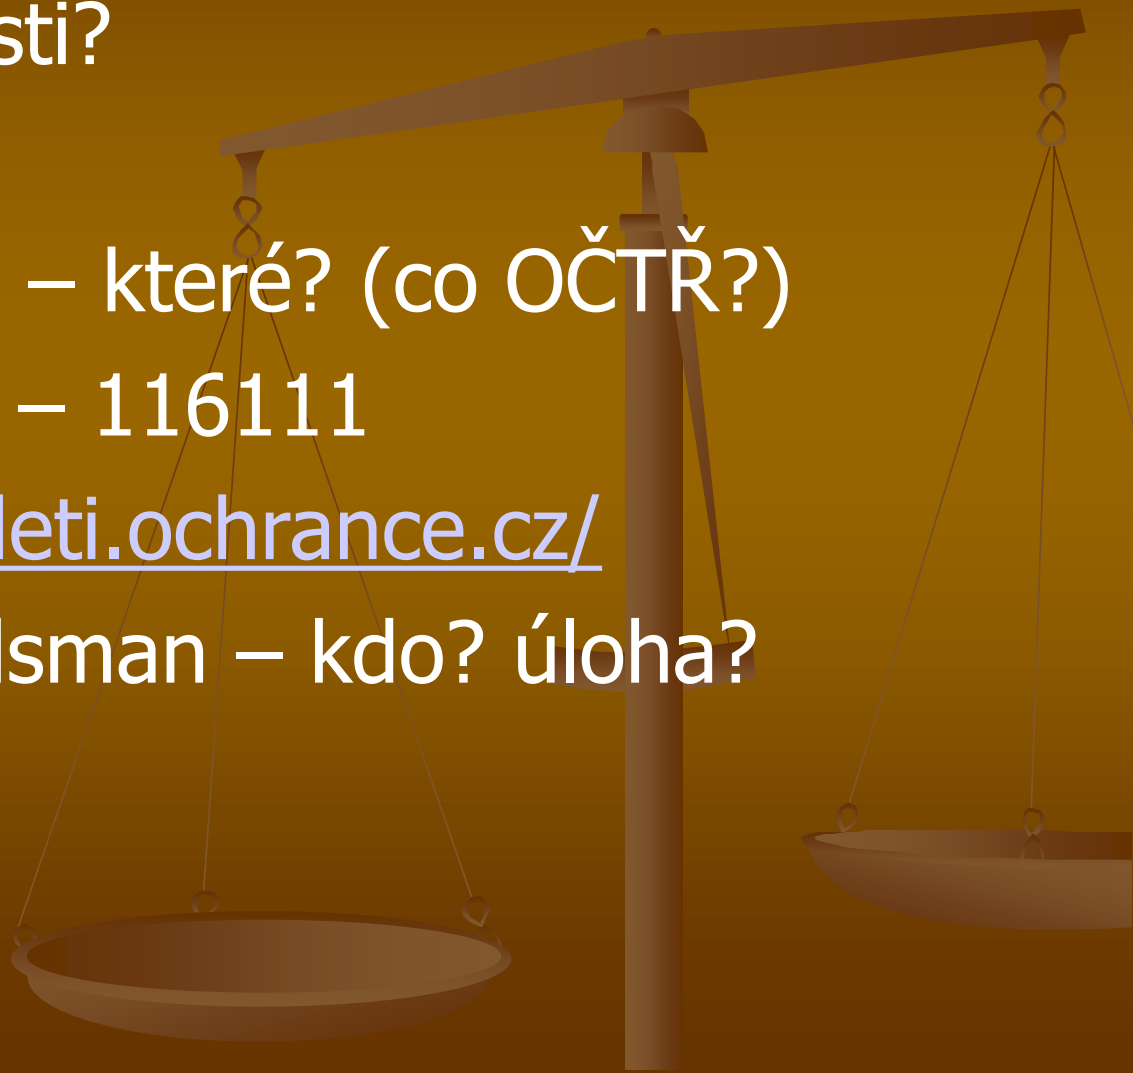 sti?
– které? (co OČTŘ?)
– 116111
deti.ochrance.cz/
dsman – kdo? úloha?